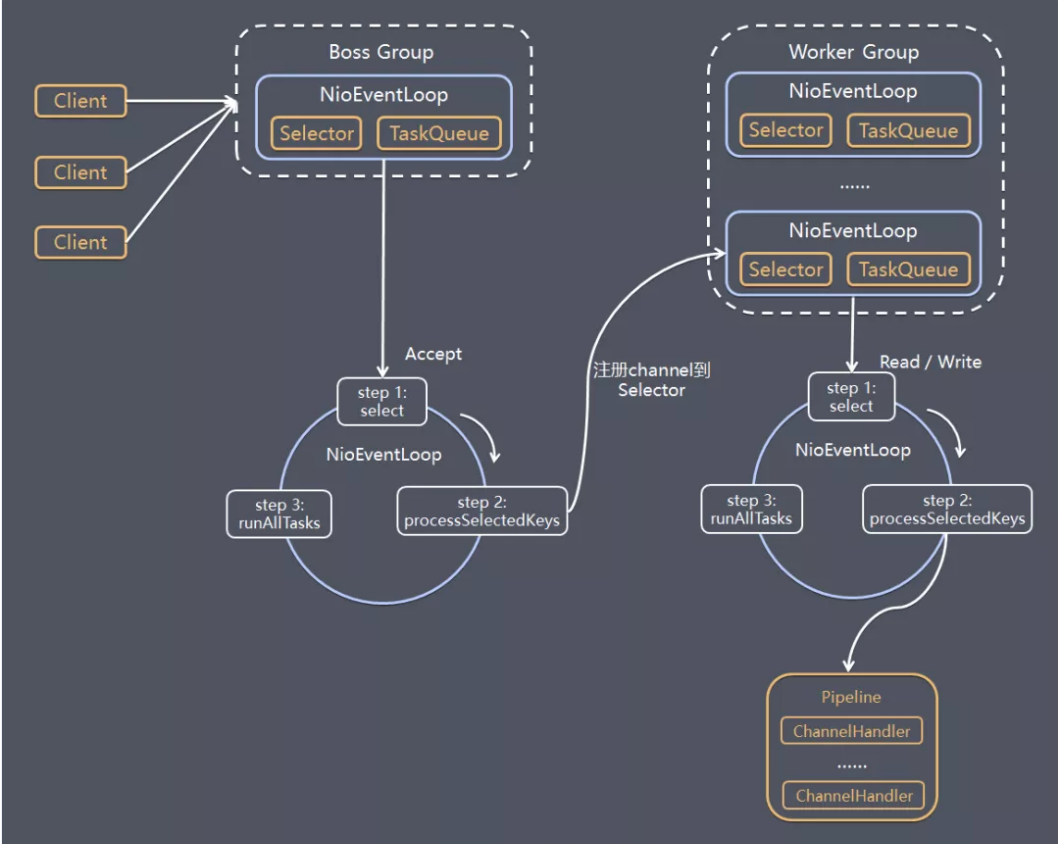 Boss Group
NioEventLoop
Selector
TaskQueue
Client
Client
Client
Worker Group
NioEventLoop
Selector
TaskQueue
......
NioEventLoop
Selector
TaskQueue
Accept
step 1:
select
NioEventLoop
step 2:
processSelectedKeys
step 3:
runAllTasks
注册channel到
Selector
Read / Write
step 1:
select
NioEventLoop
step 2:
processSelectedKeys
step 3:
runAllTasks
Pipeline
ChannelHandler
......
ChannelHandler